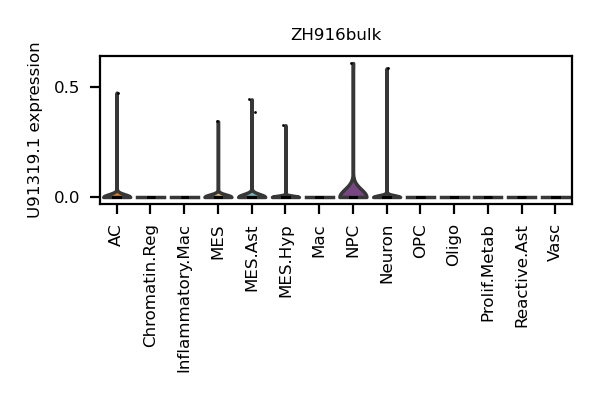 ZH916bulk
U91319.1 expression
0.5
0.0
AC
Chromatin.Reg
Inflammatory.Mac
MES
MES.Ast
MES.Hyp
Mac
NPC
Neuron
OPC
Oligo
Prolif.Metab
Reactive.Ast
Vasc